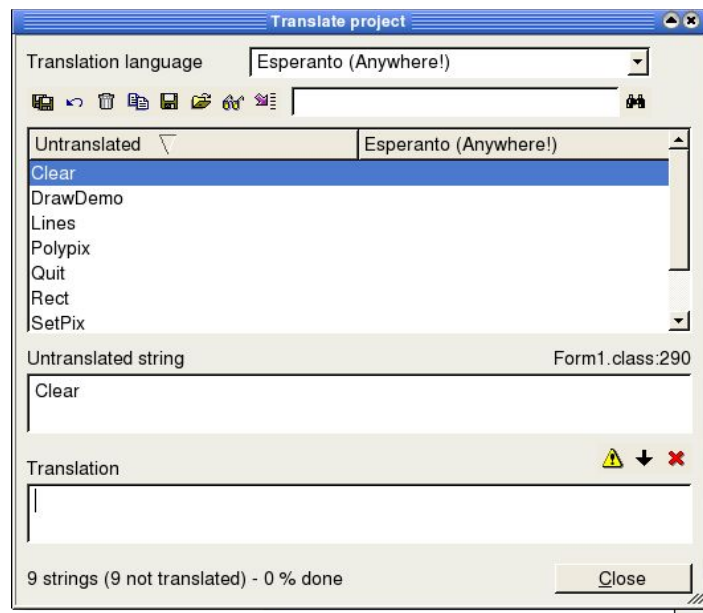 Translate project
Translation language Esperanto (Anywhere!)
Untranslated Esperanto (Anywhere!)
Clear
DrawDemo
Lines
Polypix
Quit
Rect
SetPix
Untranslated string Form1.class:290
Clear
Translation
9 strings (9 not translated) - 0 % done Close